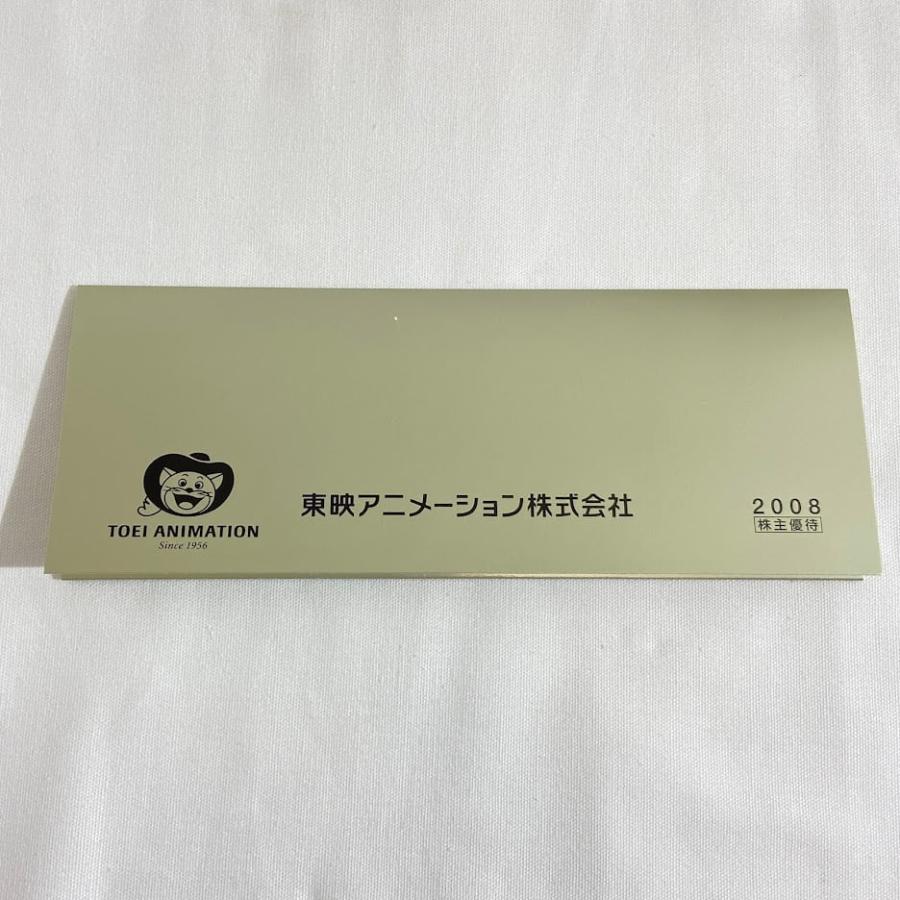 TOEI ANIMATION
Since 1956
東映アニメーション株式会社
2008
株主優待